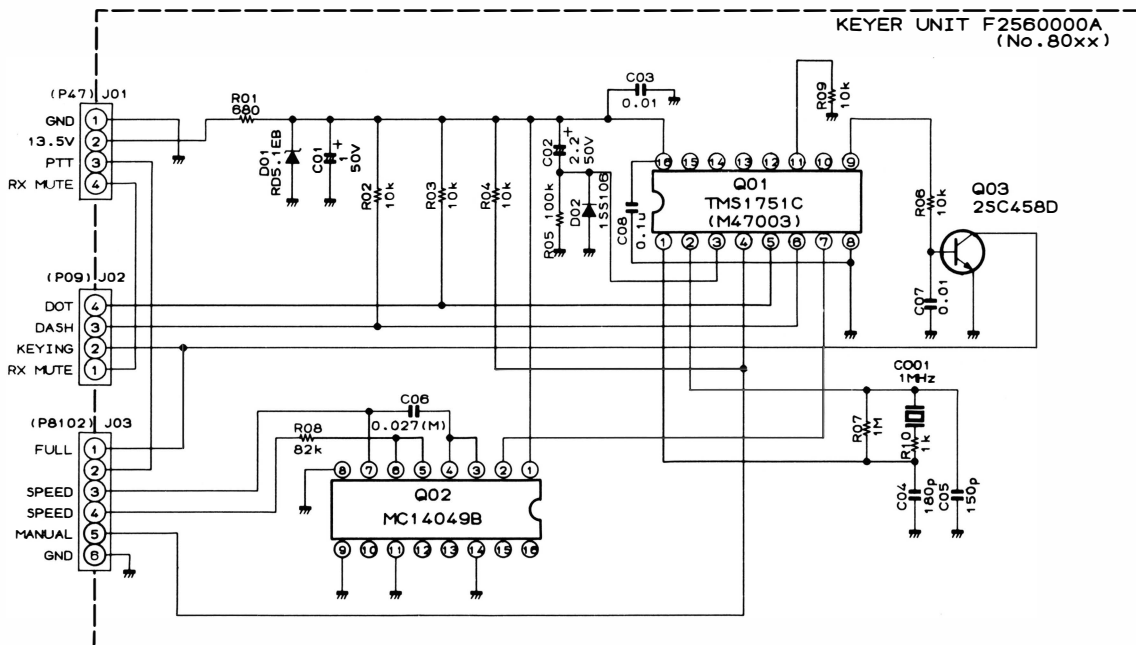 KEYER UNIT F2560000A
(No.80xx)
(P47) J01
GND 1
13.5V 2
PTT 3
RX MUTE 4
R01
680
D01
RD5.1EB
C01
1
50V
R02
10k
R03
10k
R04
10k
C02
2.2
50V
+
+
R05 100k
D02
1SS106
C03
0.01
C08
0.1u
R09
10k
16 15 14 13 12 11 10 9
Q01
TMS1751C
(M47003)
1 2 3 4 5 6 7 8
R06
10k
Q03
2SC458D
C07
0.01
(P09) J02
DOT 4
DASH 3
KEYING 2
RX MUTE 1
(P8102) J03
FULL 1
2
SPEED 3
SPEED 4
MANUAL 5
GND 6
C06
0.027(M)
R08
82k
8 7 6 5 4 3 2 1
Q02
MC14049B
9 10 11 12 13 14 15 16
CO01
1MHz
R07
1M
R10
1k
C04
180p
C05
150p